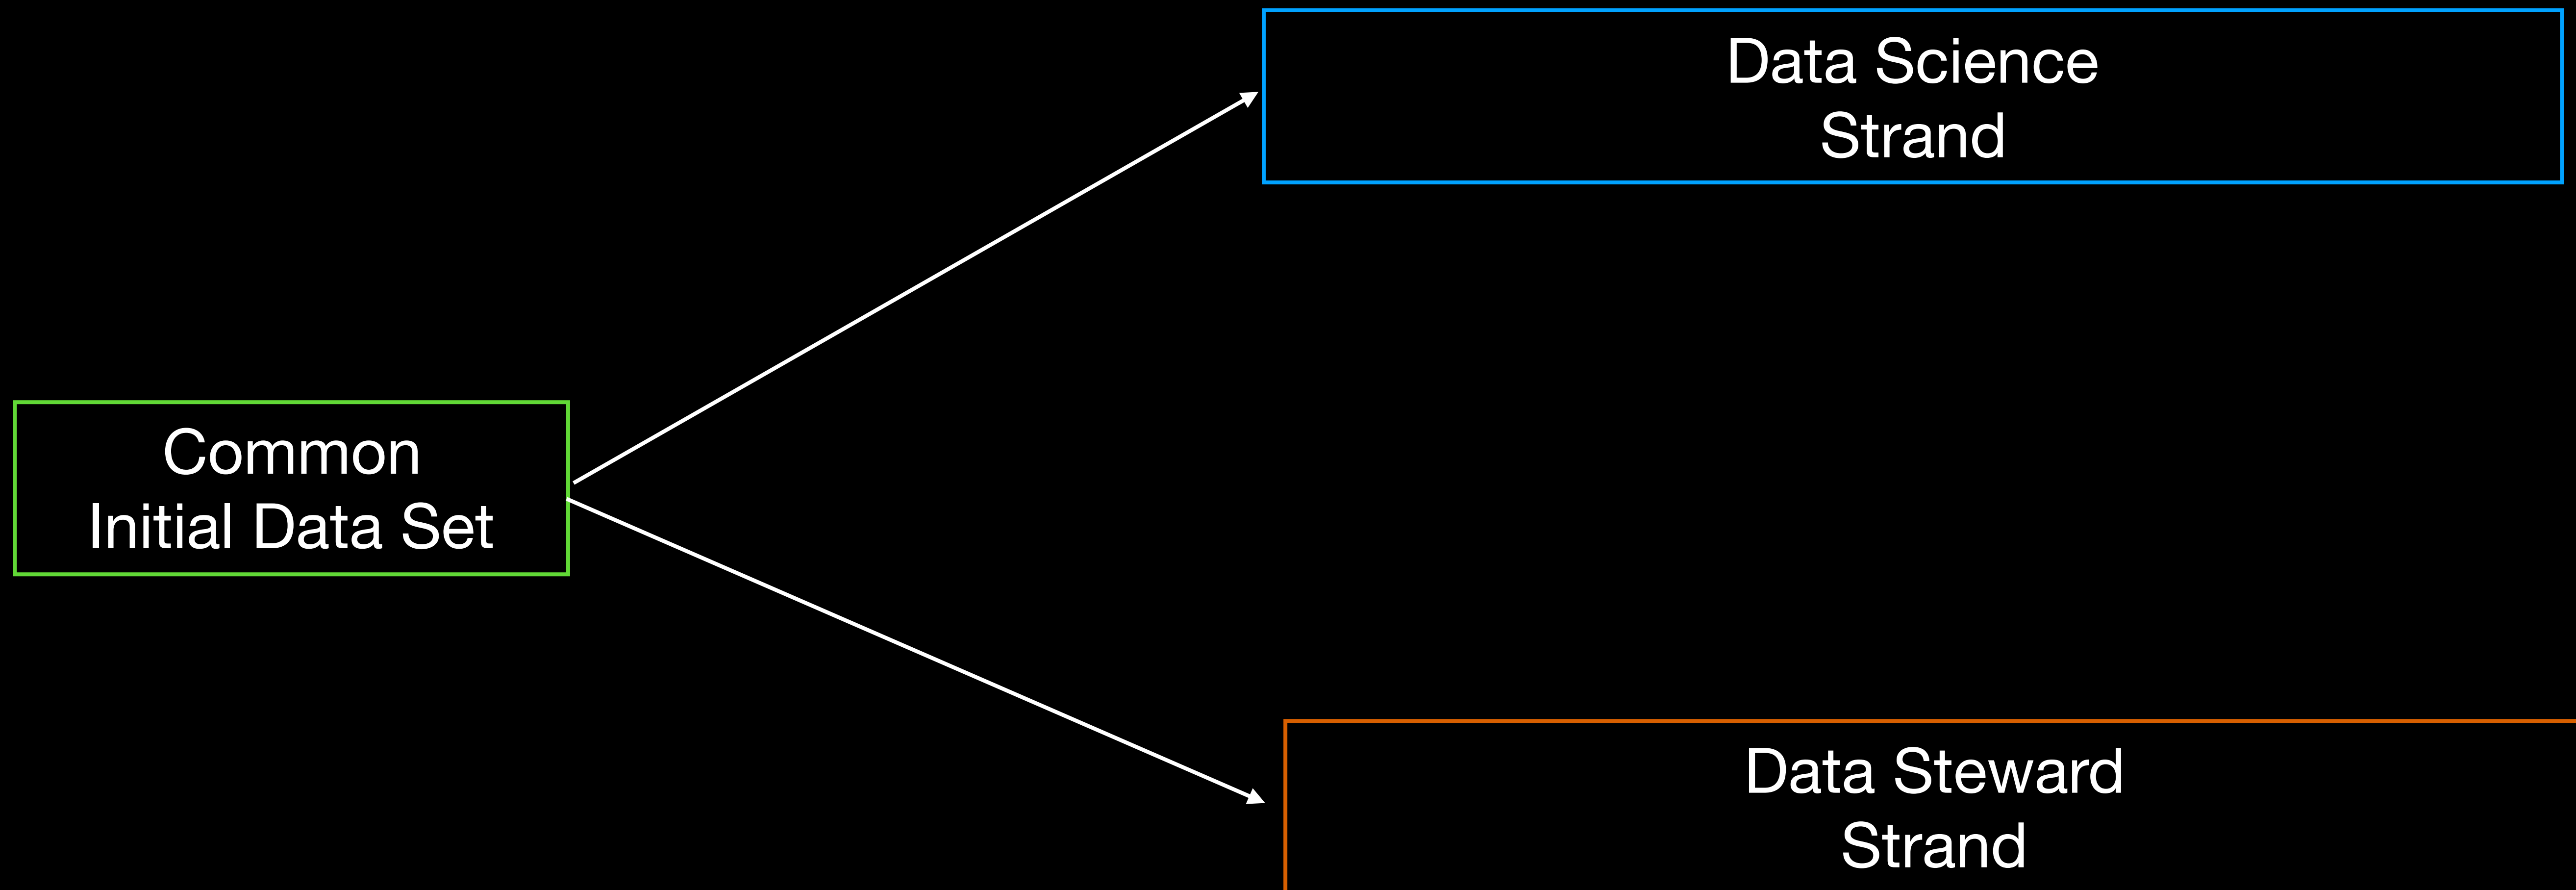 Data Science
Strand
Common
Initial Data Set
Data Steward
Strand